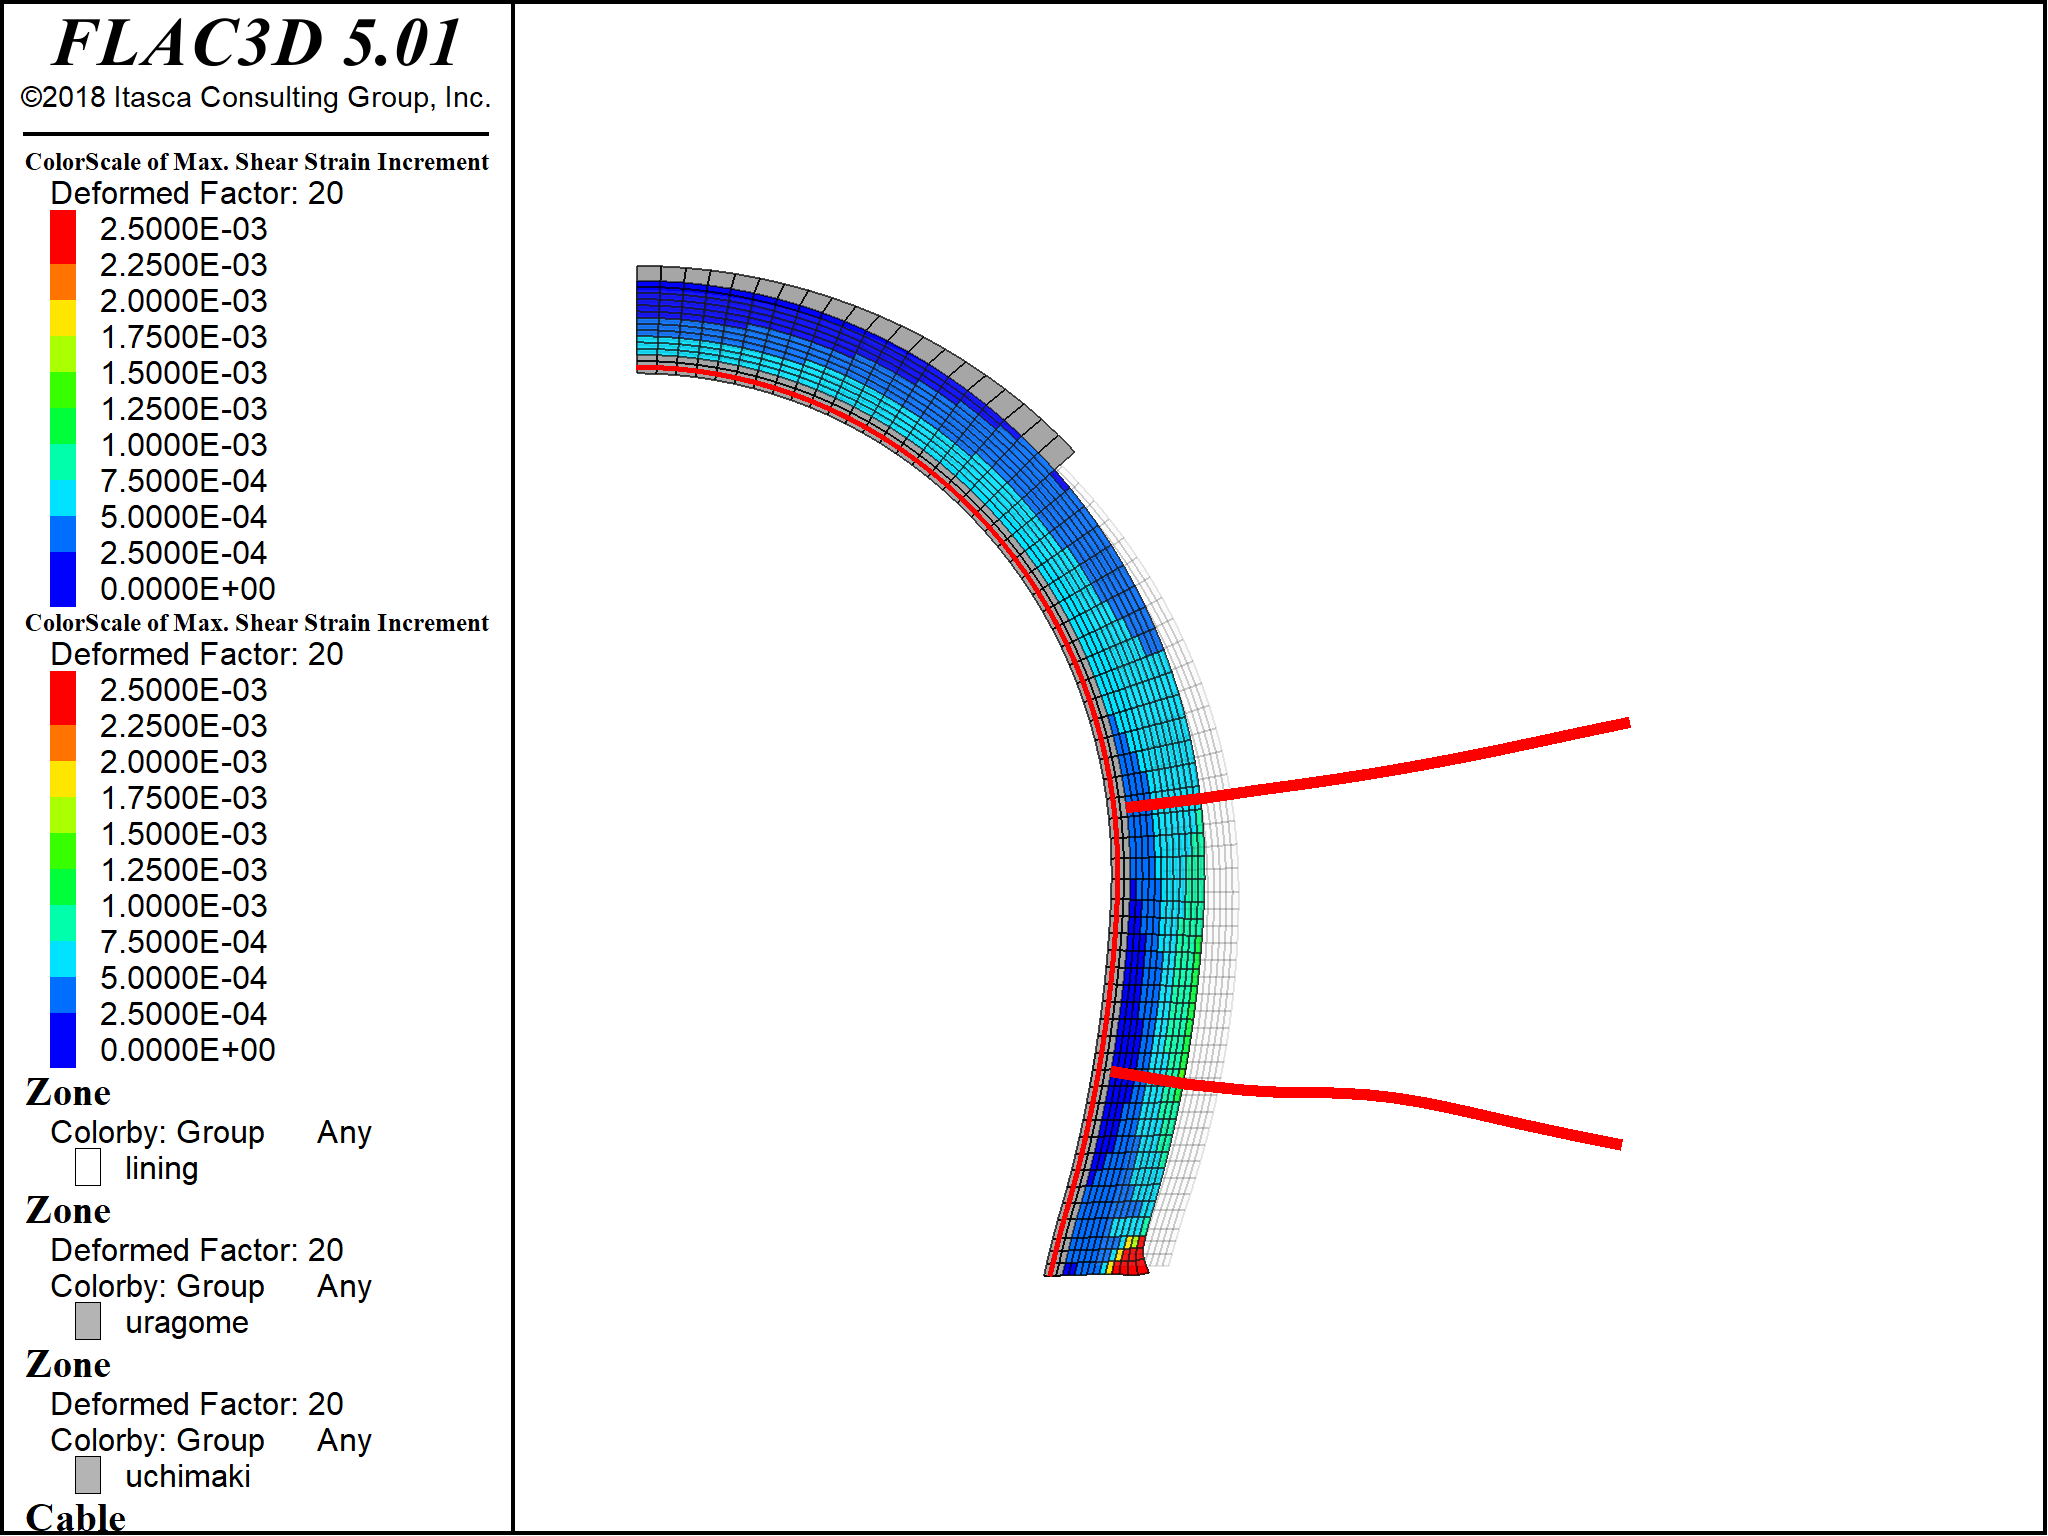 FLAC3D 5.01
©2018 Itasca Consulting Group, Inc.
ColorScale of Max. Shear Strain Increment
Deformed Factor: 20
2.5000E-03
2.2500E-03
2.0000E-03
1.7500E-03
1.5000E-03
1.2500E-03
1.0000E-03
7.5000E-04
5.0000E-04
2.5000E-04
0.0000E+00
ColorScale of Max. Shear Strain Increment
Deformed Factor: 20
2.5000E-03
2.2500E-03
2.0000E-03
1.7500E-03
1.5000E-03
1.2500E-03
1.0000E-03
7.5000E-04
5.0000E-04
2.5000E-04
0.0000E+00
Zone
Colorby: Group Any
lining
Zone
Deformed Factor: 20
Colorby: Group Any
uragome
Zone
Deformed Factor: 20
Colorby: Group Any
uchimaki
Cable